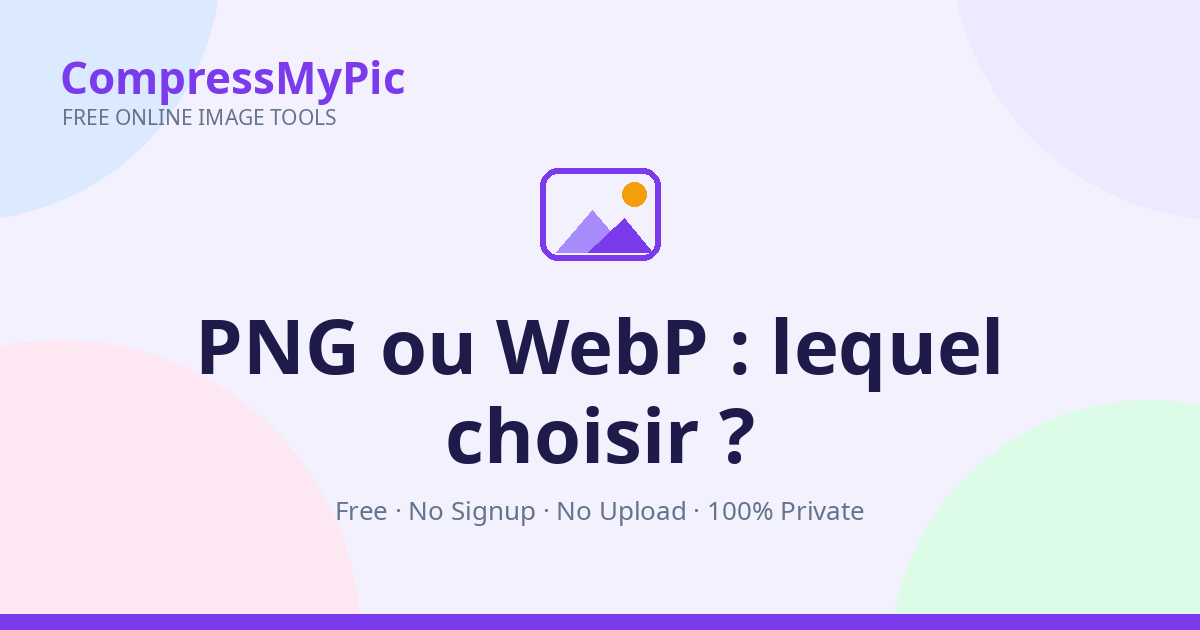 CompressMyPic
FREE ONLINE IMAGE TOOLS
PNG ou WebP : lequel
choisir ?
Free · No Signup · No Upload · 100% Private